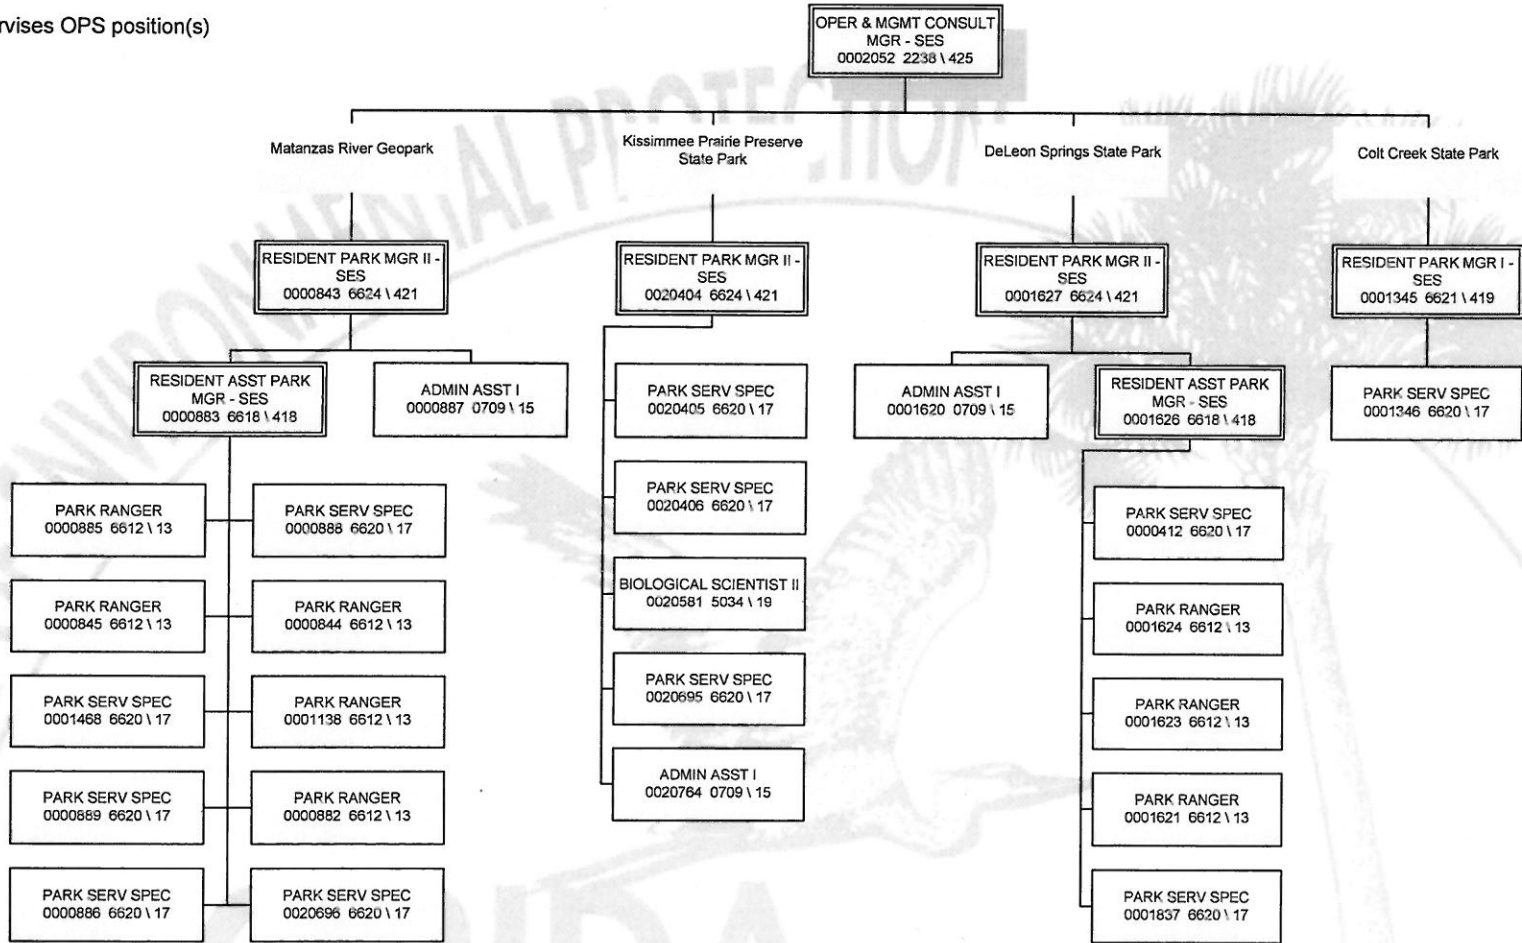 rvises OPS position(s)
OPER & MGMT CONSULT
MGR - SES
0002052 2238 \ 425
Matanzas River Geopark
Kissimmee Prairie Preserve
State Park
DeLeon Springs State Park
Colt Creek State Park
RESIDENT PARK MGR II -
SES
0000843 6624 \ 421
RESIDENT PARK MGR II -
SES
0020404 6624 \ 421
RESIDENT PARK MGR II -
SES
0001627 6624 \ 421
RESIDENT PARK MGR I -
SES
0001345 6621 \ 419
RESIDENT ASST PARK
MGR - SES
0000883 6618 \ 418
ADMIN ASST I
0000887 0709 \ 15
PARK RANGER
0000885 6612 \ 13
PARK SERV SPEC
0000888 6620 \ 17
PARK RANGER
0000845 6612 \ 13
PARK RANGER
0000844 6612 \ 13
PARK SERV SPEC
0001468 6620 \ 17
PARK RANGER
0001138 6612 \ 13
PARK SERV SPEC
0000889 6620 \ 17
PARK RANGER
0000882 6612 \ 13
PARK SERV SPEC
0000886 6620 \ 17
PARK SERV SPEC
0020696 6620 \ 17
PARK SERV SPEC
0020405 6620 \ 17
PARK SERV SPEC
0020406 6620 \ 17
BIOLOGICAL SCIENTIST II
0020581 5034 \ 19
PARK SERV SPEC
0020695 6620 \ 17
ADMIN ASST I
0020764 0709 \ 15
ADMIN ASST I
0001620 0709 \ 15
RESIDENT ASST PARK
MGR - SES
0001626 6618 \ 418
PARK SERV SPEC
0000412 6620 \ 17
PARK RANGER
0001624 6612 \ 13
PARK RANGER
0001623 6612 \ 13
PARK RANGER
0001621 6612 \ 13
PARK SERV SPEC
0001837 6620 \ 17
PARK SERV SPEC
0001346 6620 \ 17
ENVIRONMENTAL PROTECTION